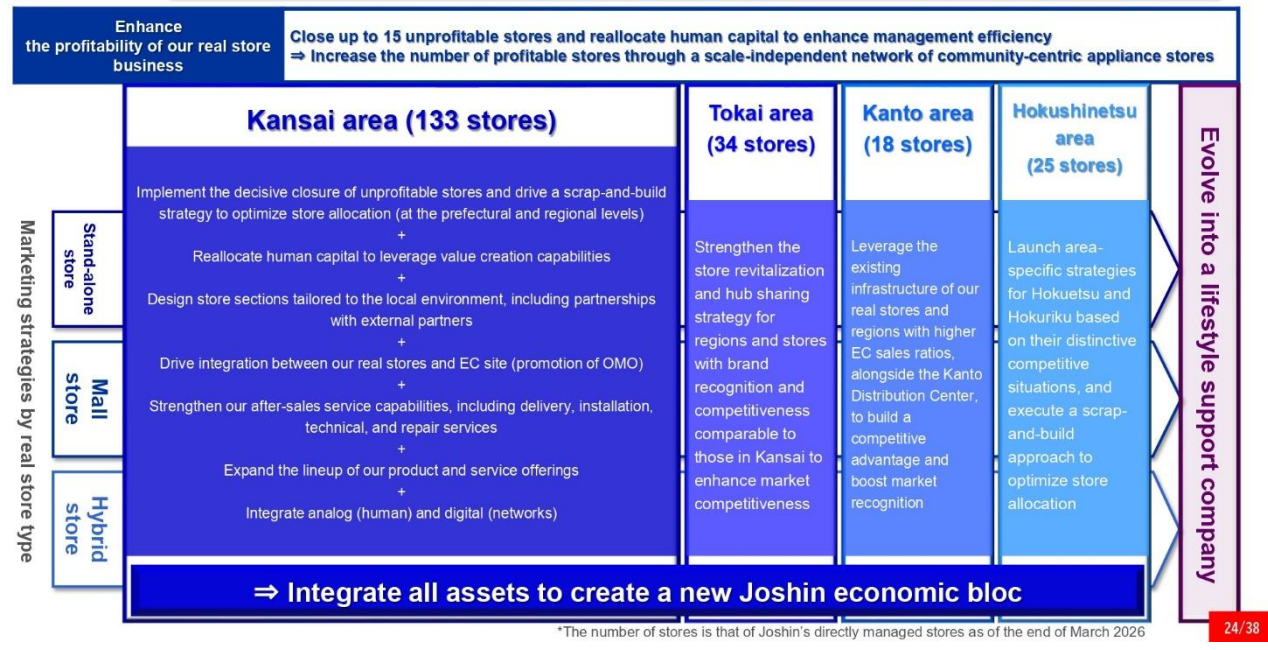 Enhance
the profitability of our real store
business
Close up to 15 unprofitable stores and reallocate human capital to enhance management efficiency
⇒ Increase the number of profitable stores through a scale-independent network of community-centric appliance stores
Marketing strategies by real store type
Stand-alone
store
Mall
store
Hybrid
store
Kansai area (133 stores)
Implement the decisive closure of unprofitable stores and drive a scrap-and-build
strategy to optimize store allocation (at the prefectural and regional levels)
+
Reallocate human capital to leverage value creation capabilities
+
Design store sections tailored to the local environment, including partnerships
with external partners
+
Drive integration between our real stores and EC site (promotion of OMO)
+
Strengthen our after-sales service capabilities, including delivery, installation,
technical, and repair services
+
Expand the lineup of our product and service offerings
+
Integrate analog (human) and digital (networks)
Tokai area
(34 stores)
Strengthen the
store revitalization
and hub sharing
strategy for
regions and stores
with brand
recognition and
competitiveness
comparable to
those in Kansai to
enhance market
competitiveness
Kanto area
(18 stores)
Leverage the
existing
infrastructure of our
real stores and
regions with higher
EC sales ratios,
alongside the Kanto
Distribution Center,
to build a
competitive
advantage and
boost market
recognition
Hokushinetsu
area
(25 stores)
Launch area-
specific strategies
for Hokuetsu and
Hokuriku based
on their distinctive
competitive
situations, and
execute a scrap-
and-build
approach to
optimize store
allocation
Evolve into a lifestyle support company
⇒ Integrate all assets to create a new Joshin economic bloc
*The number of stores is that of Joshin's directly managed stores as of the end of March 2026
24/38